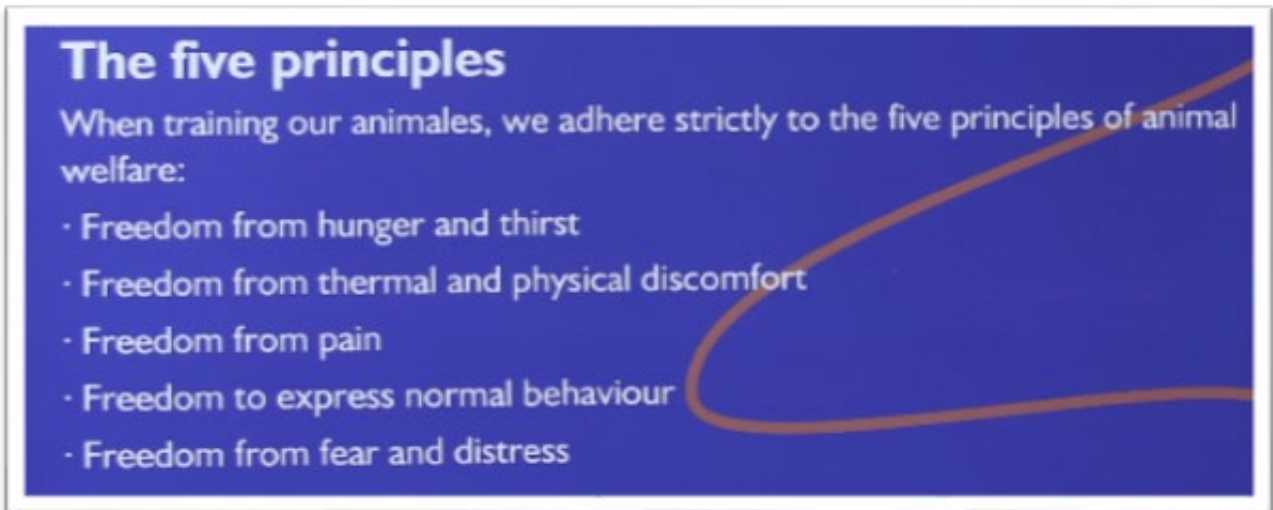 The five principles
When training our animales, we adhere strictly to the five principles of animal
welfare:
· Freedom from hunger and thirst
· Freedom from thermal and physical discomfort
· Freedom from pain
· Freedom to express normal behaviour
· Freedom from fear and distress